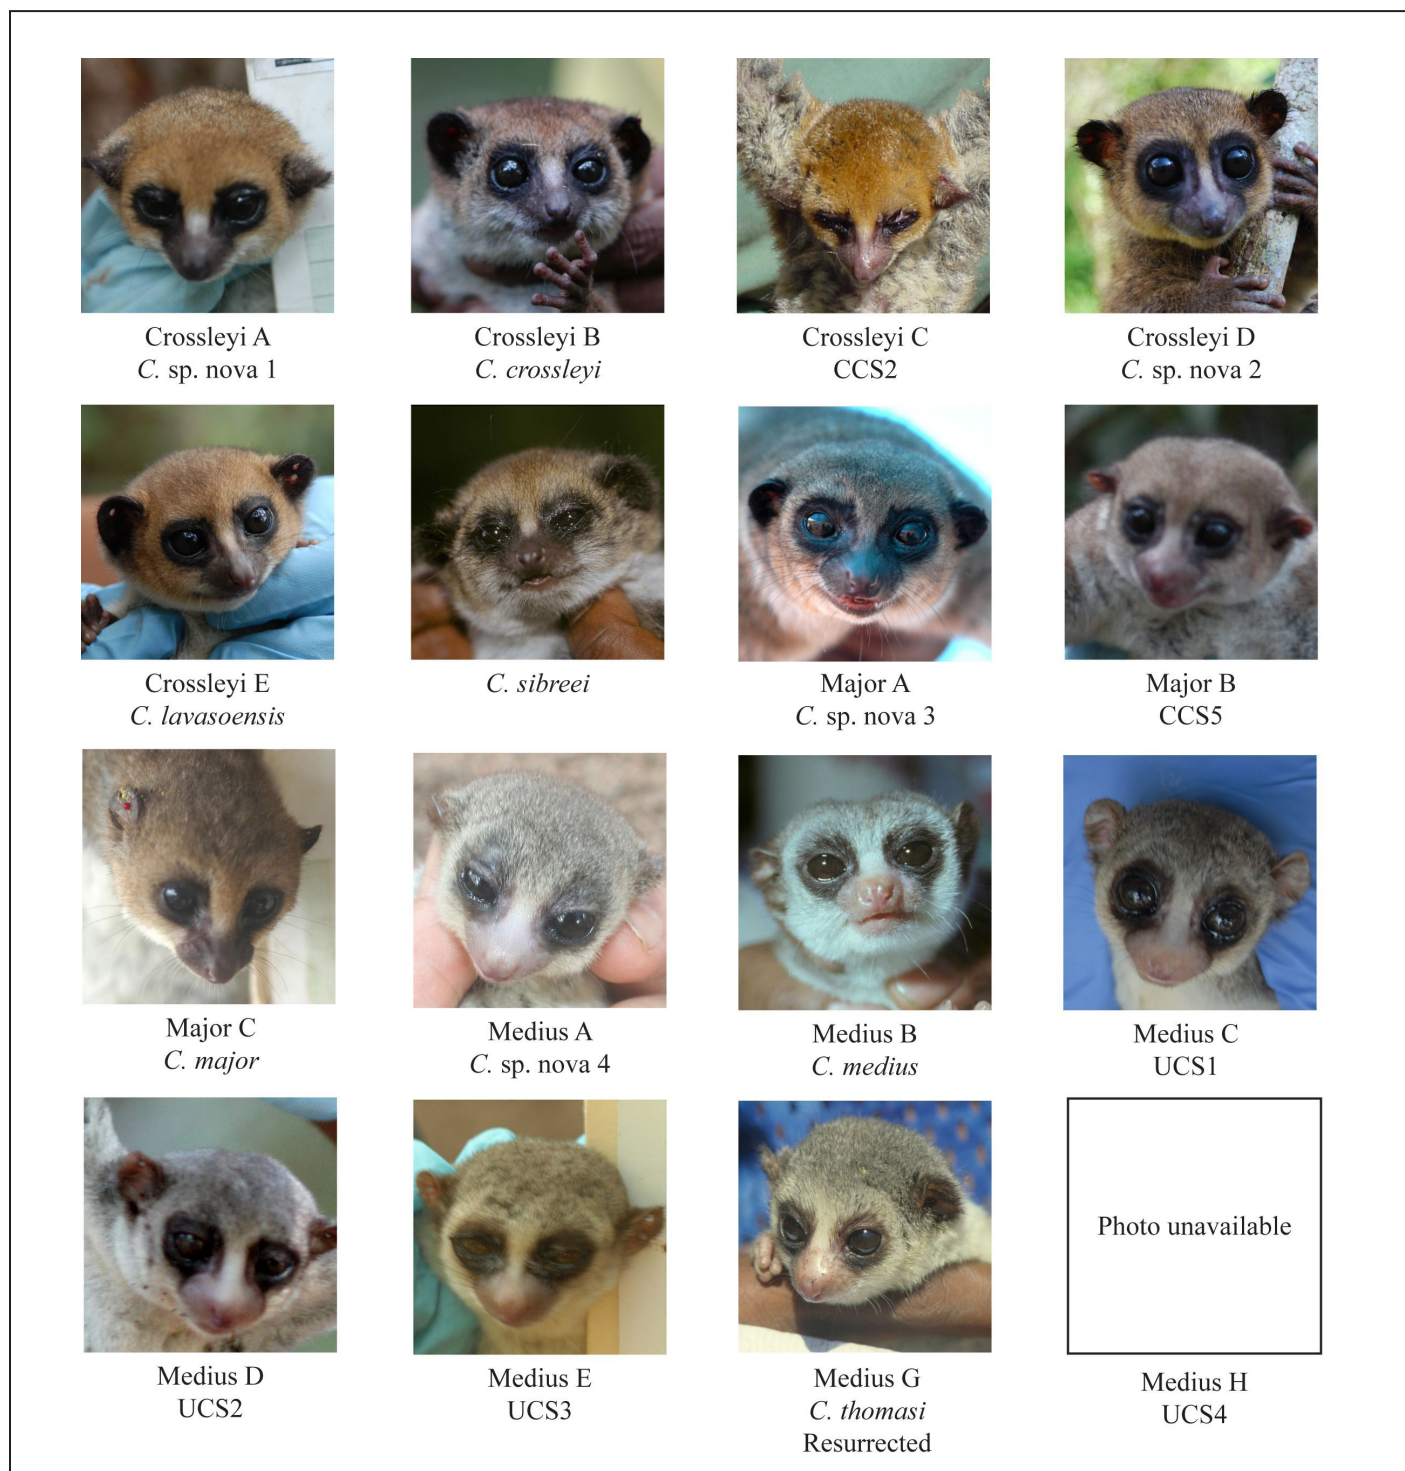 Crossleyi A
C. sp. nova 1
Crossleyi B
C. crossleyi
Crossleyi C
CCS2
Crossleyi D
C. sp. nova 2
Crossleyi E
C. lavasoensis
C. sibreei
Major A
C. sp. nova 3
Major B
CCS5
Major C
C. major
Medius A
C. sp. nova 4
Medius B
C. medius
Medius C
UCS1
Medius D
UCS2
Medius E
UCS3
Medius G
C. thomasi
Resurrected
Photo unavailable
Medius H
UCS4